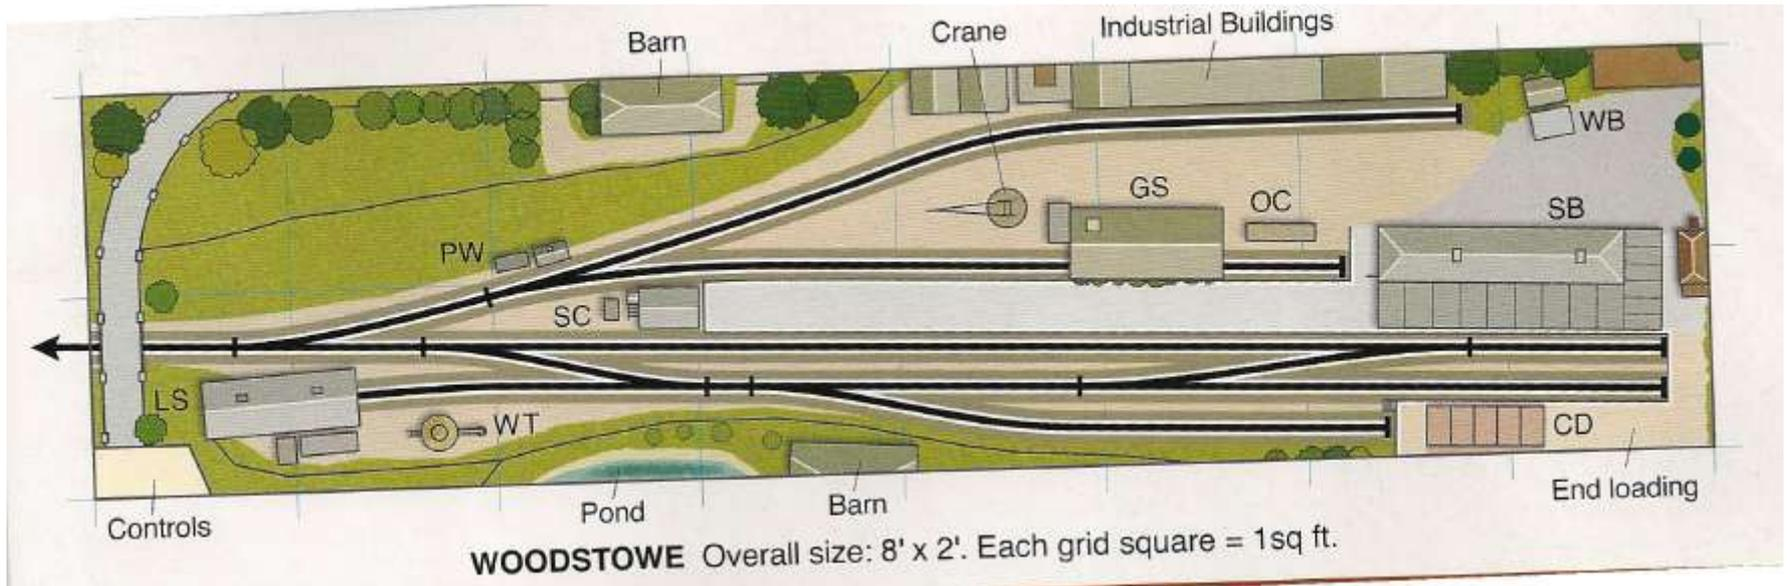 Barn
Crane
Industrial Buildings
WB
GS
OC
SB
PW
SC
LS
WT
CD
Controls
Pond
Barn
End loading
WOODSTOWE Overall size: 8' x 2'. Each grid square = 1sq ft.